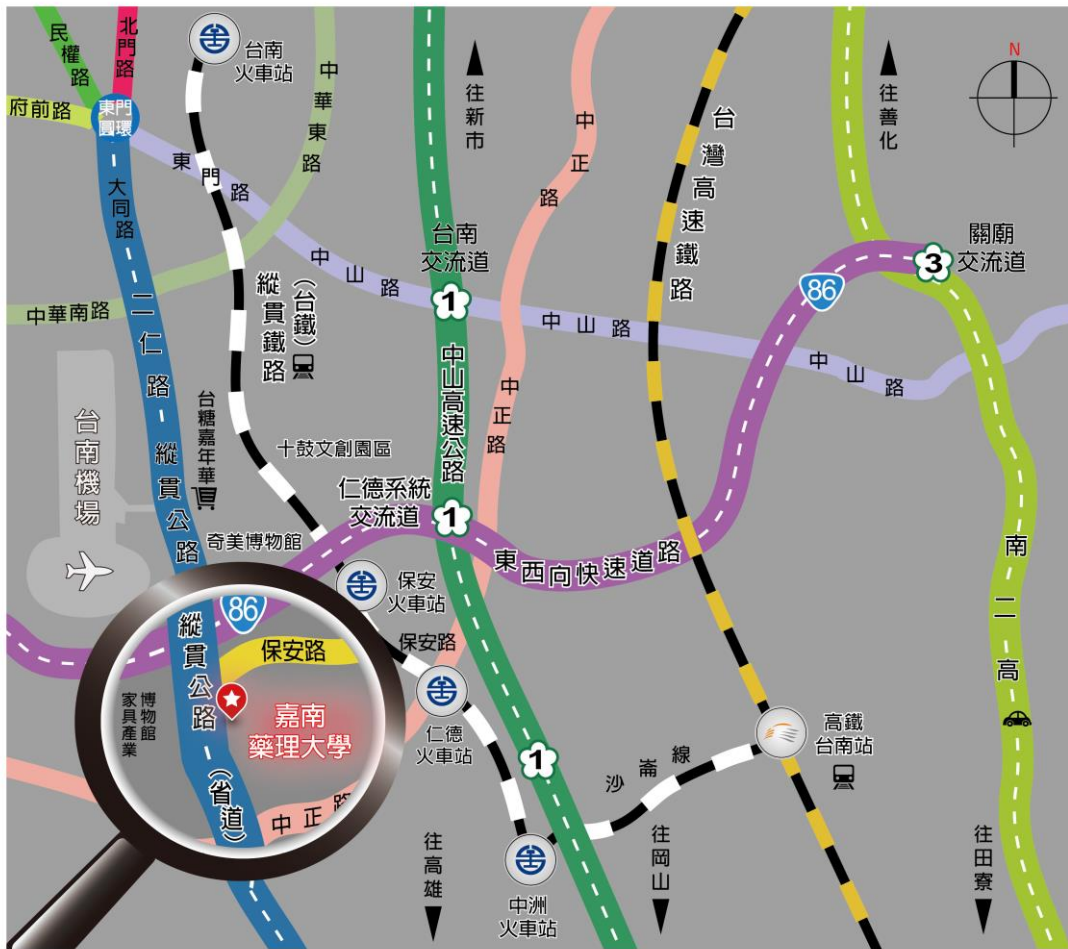 民權路
北門路
府前路
東門
圓環
大同路
台南
火車站
中華東路
東門路
往新市
中正路
台灣高速鐵路
往善化
N
台南
交流道
1
中山路
中華南路
二仁路
縱貫鐵路
（台鐵）
中山路
86
關廟
交流道
3
中山路
台南機場
台糖嘉年華
縱貫公路
十鼓文創園區
中山高速公路
中正路
仁德系統
交流道
1
奇美博物館
東西向快速道路
南二高
保安
火車站
保安路
86
縱貫公路
保安路
家具產業
博物館
嘉南
藥理大學
（省道）
中正路
仁德
火車站
1
沙崙線
高鐵
台南站
往高雄
中洲
火車站
往岡山
往田寮